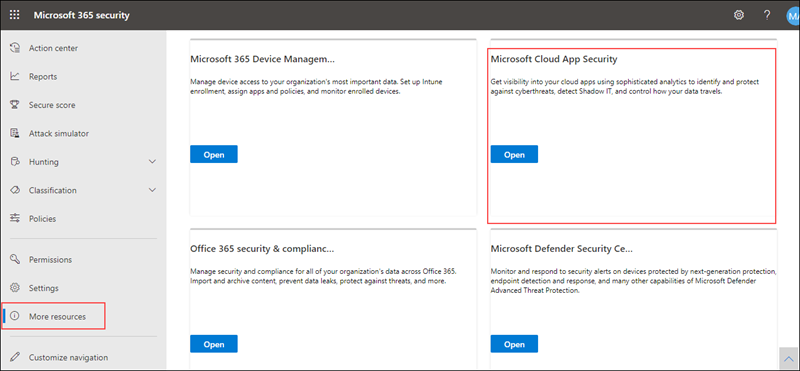 Microsoft 365 security
?
MA
Action center
Reports
Secure score
Attack simulator
Hunting
Classification
Policies
Permissions
Settings
More resources
Customize navigation
Microsoft 365 Device Managem...
Manage device access to your organization's most important data. Set up Intune
enrollment, assign apps and policies, and monitor enrolled devices.
Open
Microsoft Cloud App Security
Get visibility into your cloud apps using sophisticated analytics to identify and protect
against cyberthreats, detect Shadow IT, and control how your data travels.
Open
Office 365 security & complianc...
Manage security and compliance for all of your organization's data across Office 365.
Import and archive content, prevent data leaks, protect against threats, and more.
Open
Microsoft Defender Security Ce...
Monitor and respond to security alerts on devices protected by next-generation protection,
endpoint detection and response, and many other capabilities of Microsoft Defender
Advanced Threat Protection.
Open